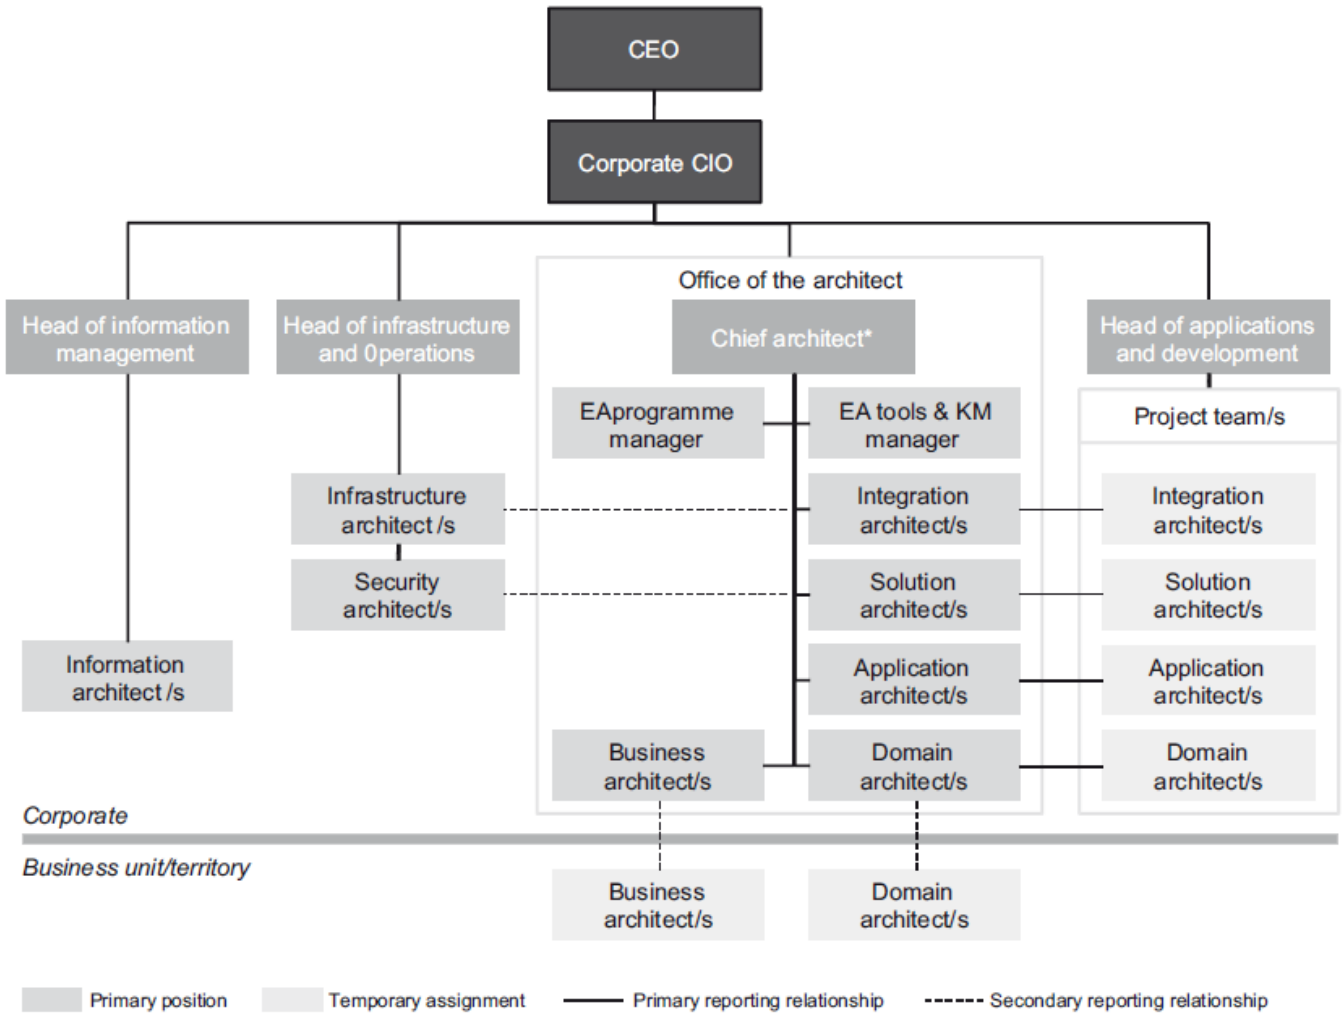 CEO
Corporate CIO
Office of the architect
Head of information
management
Head of infrastructure
and 0perations
Chief architect*
Head of applications
and development
EAprogramme
manager
EA tools & KM
manager
Project team/s
Infrastructure
architect /s
Integration
architect/s
Integration
architect/s
Security
architect/s
Solution
architect/s
Solution
architect/s
Information
architect /s
Application
architect/s
Application
architect/s
Business
architect/s
Domain
architect/s
Domain
architect/s
Corporate
Business unit/territory
Business
architect/s
Domain
architect/s
Primary position
Temporary assignment
Primary reporting relationship
Secondary reporting relationship